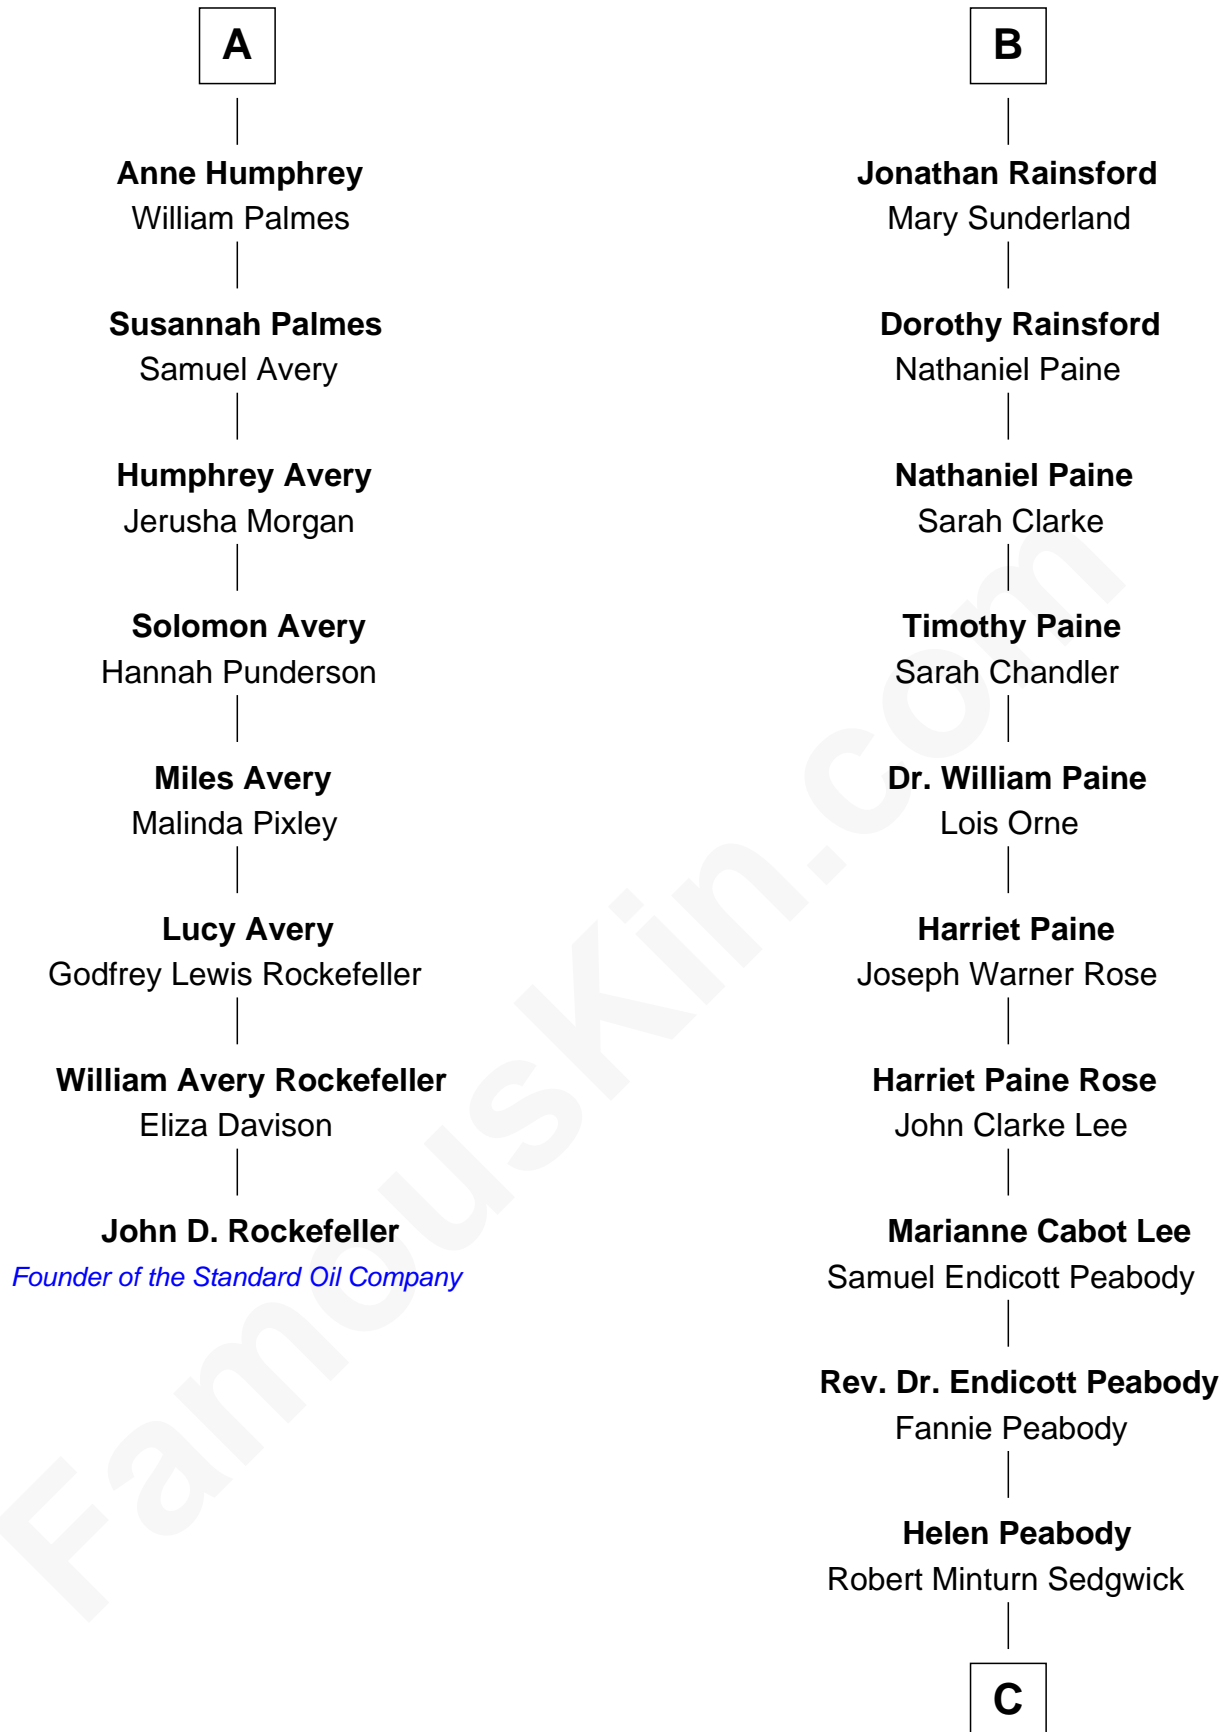 A
Anne Humphrey
William Palmes
Susannah Palmes
Samuel Avery
Humphrey Avery
Jerusha Morgan
Solomon Avery
Hannah Punderson
Miles Avery
Malinda Pixley
Lucy Avery
Godfrey Lewis Rockefeller
William Avery Rockefeller
Eliza Davison
John D. Rockefeller
Founder of the Standard Oil Company
B
Jonathan Rainsford
Mary Sunderland
Dorothy Rainsford
Nathaniel Paine
Nathaniel Paine
Sarah Clarke
Timothy Paine
Sarah Chandler
Dr. William Paine
Lois Orne
Harriet Paine
Joseph Warner Rose
Harriet Paine Rose
John Clarke Lee
Marianne Cabot Lee
Samuel Endicott Peabody
Rev. Dr. Endicott Peabody
Fannie Peabody
Helen Peabody
Robert Minturn Sedgwick
C
FamousKin.com